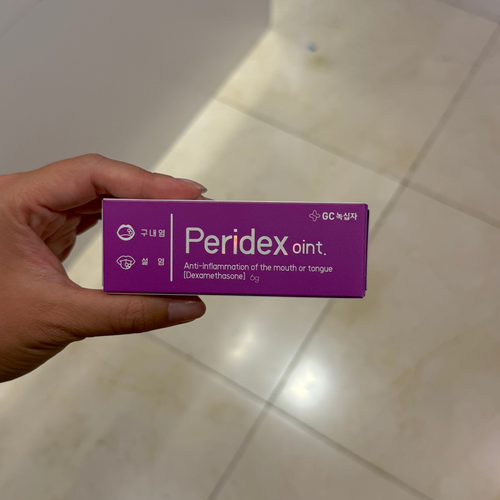 GC녹십자
구내염
설 염
Peridex oint.
Anti-Inflammation of the mouth or tongue
[Dexamethasone] 6g